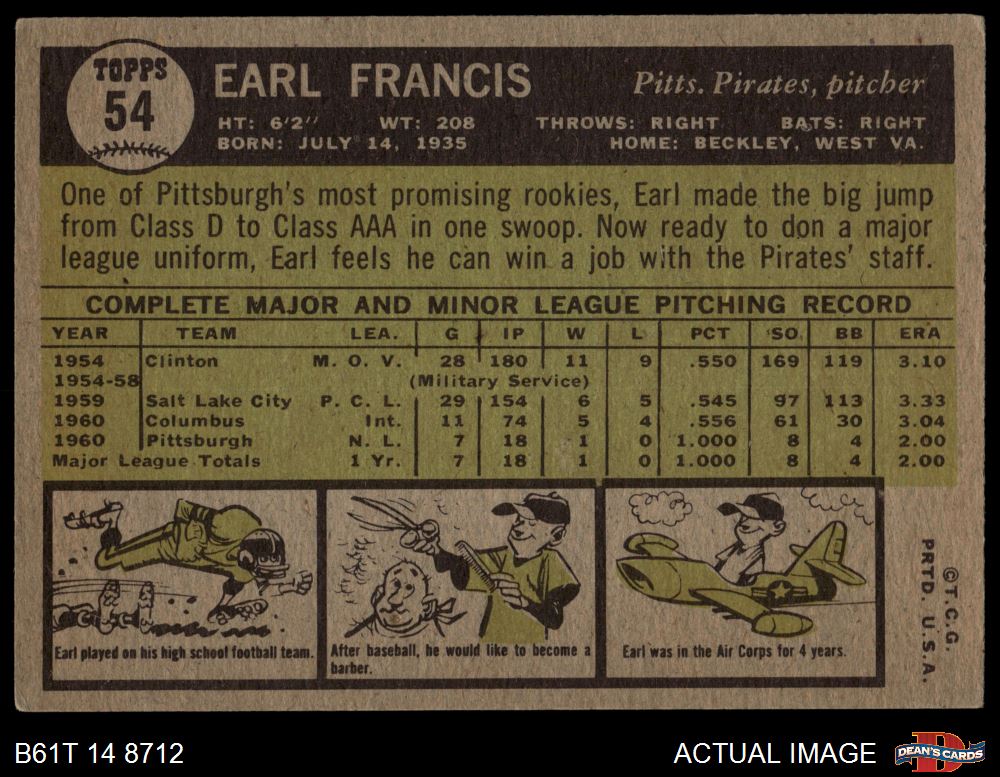 TOPPS
54
EARL FRANCIS
Pitts. Pirates, pitcher
HT: 6'2'' WT: 208 THROWS: RIGHT BATS: RIGHT
BORN: JULY 14, 1935 HOME: BECKLEY, WEST VA.
One of Pittsburgh's most promising rookies, Earl made the big jump
from Class D to Class AAA in one swoop. Now ready to don a major
league uniform, Earl feels he can win a job with the Pirates' staff.
COMPLETE MAJOR AND MINOR LEAGUE PITCHING RECORD
YEAR TEAM LEA. G IP W L PCT SO BB ERA
1954 Clinton M. O. V. 28 180 11 9 .550 169 119 3.10
1954-58 (Military Service)
1959 Salt Lake City P. C. L. 29 154 6 5 .545 97 113 3.33
1960 Columbus Int. 11 74 5 4 .556 61 30 3.04
1960 Pittsburgh N. L. 7 18 1 0 1.000 8 4 2.00
Major League Totals 1 Yr. 7 18 1 0 1.000 8 4 2.00
Earl played on his high school football team.
After baseball, he would like to become a
barber.
Earl was in the Air Corps for 4 years.
© T.C.G.
PRTD. U.S.A.
B61T 14 8712
ACTUAL IMAGE
D
DEAN'S CARDS